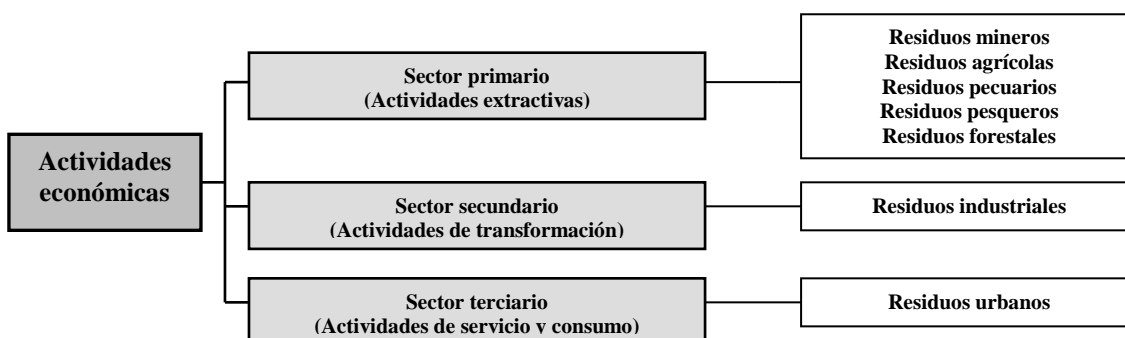 Actividades
económicas
Sector primario
(Actividades extractivas)
Residuos mineros
Residuos agrícolas
Residuos pecuarios
Residuos pesqueros
Residuos forestales
Sector secundario
(Actividades de transformación)
Residuos industriales
Sector terciario
(Actividades de servicio y consumo)
Residuos urbanos